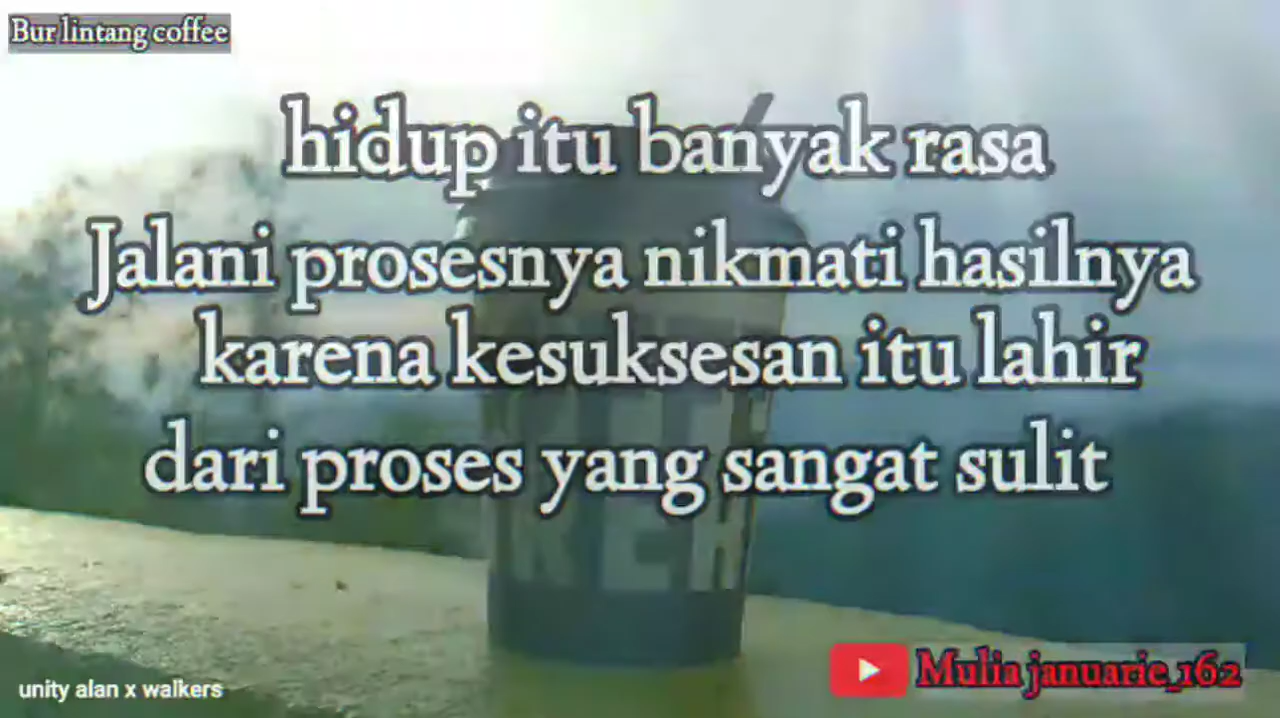 Bur lintang coffee
hidup itu banyak rasa
Jalani prosesnya nikmati hasilnya
karena kesuksesan itu lahir
dari proses yang sangat sulit
unity alan x walkers
Mulia januarie_162